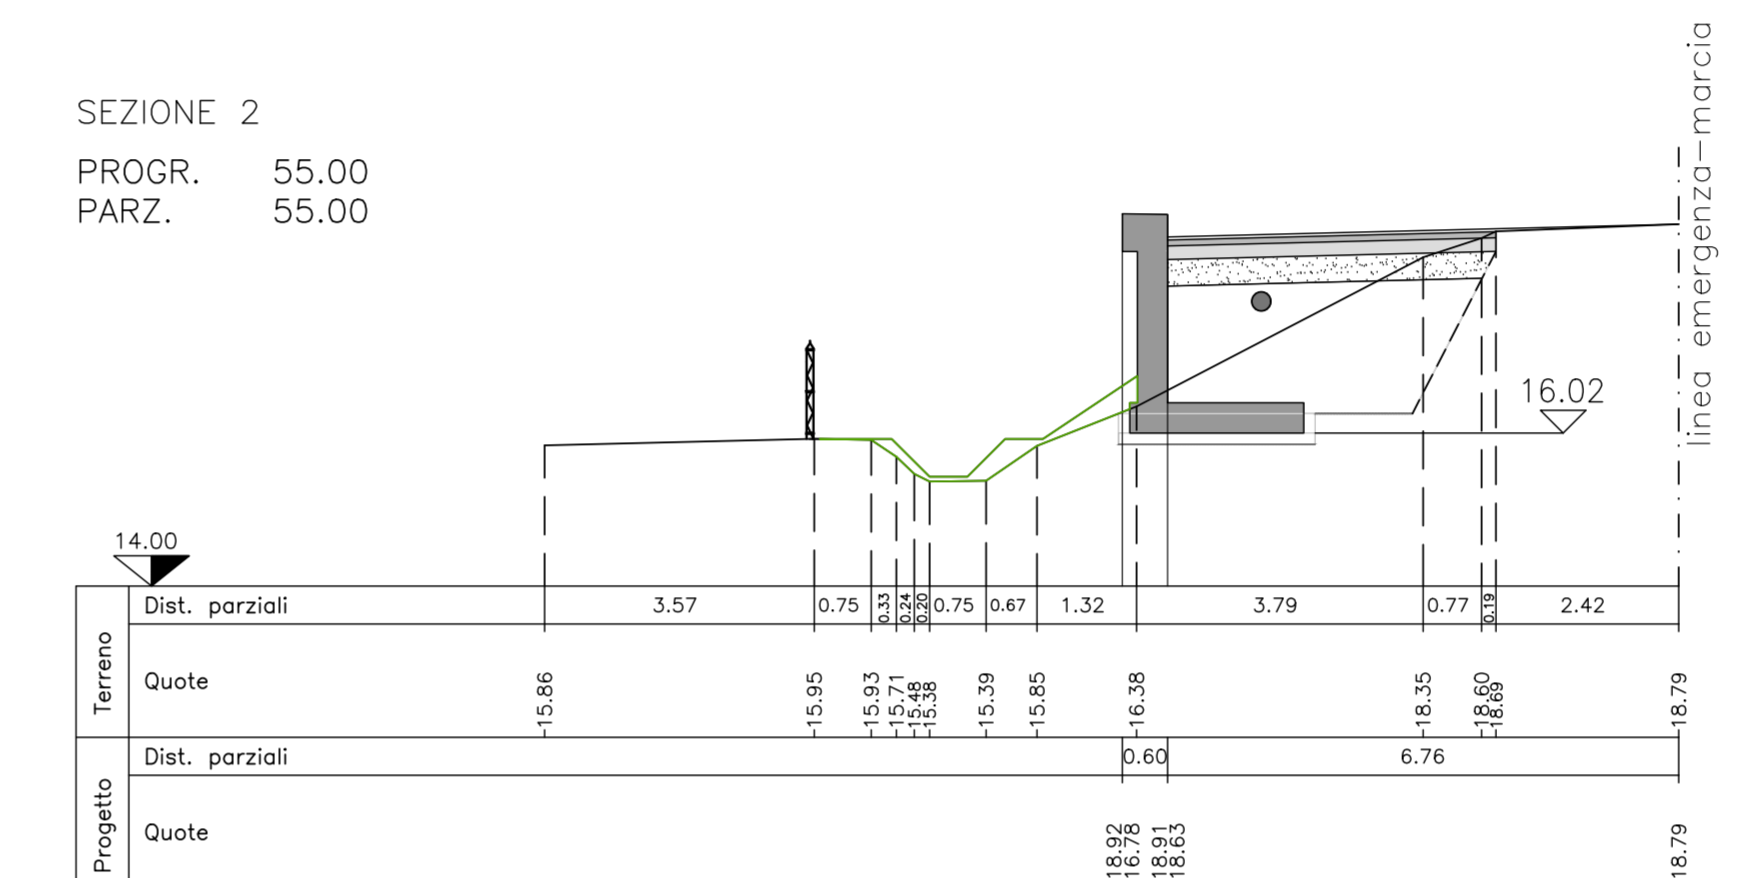 linea emergenza-marcia
SEZIONE 2
PROGR. 55.00
PARZ. 55.00
16.02
14.00
Terreno
Dist. parziali 3.57 0.75 0.33 0.24 0.20 0.75 0.67 1.32 3.79 0.77 0.19 2.42
Quote 15.86 15.95 15.93 15.71 15.48 15.38 15.39 15.85 16.38 18.35 18.60 18.69 18.79
Progetto
Dist. parziali 0.60 6.76
Quote 18.92 16.78 18.91 18.63 18.79